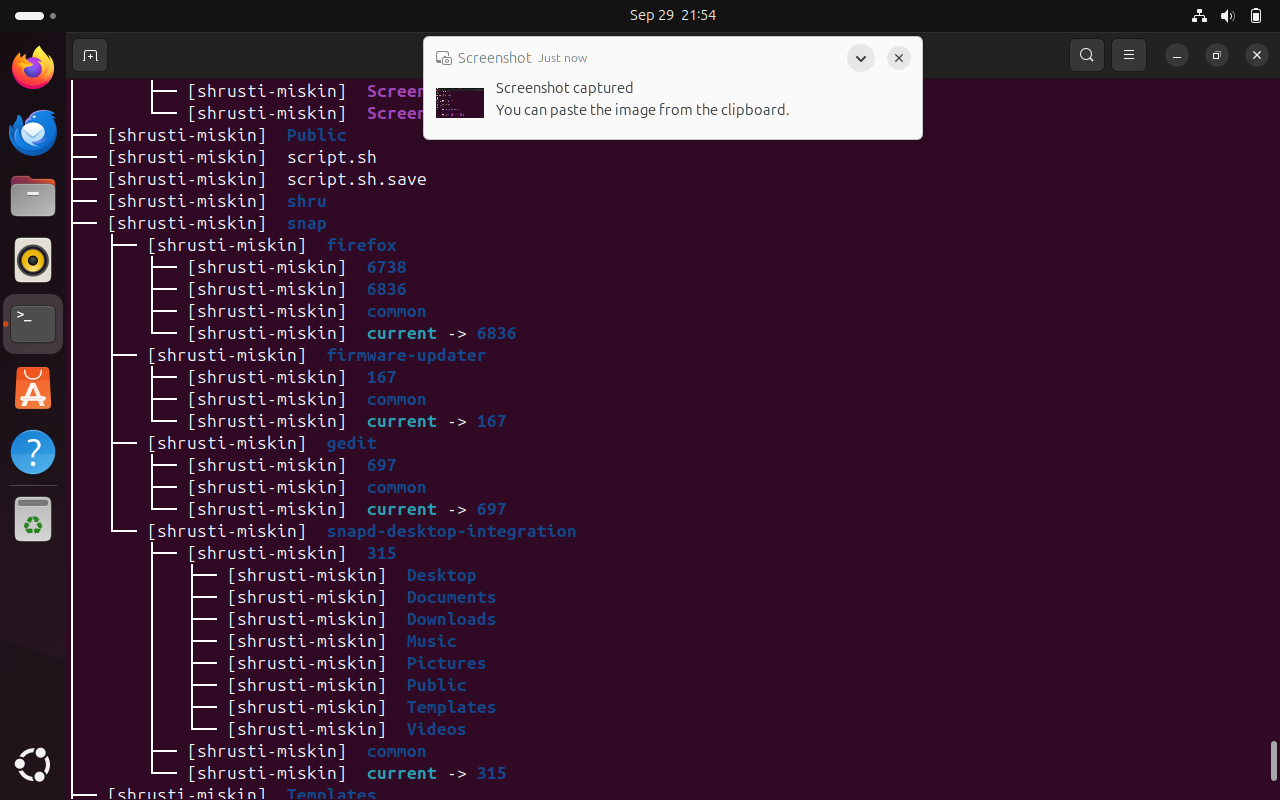 Sep 29 21:54
Screenshot Just now
Screenshot captured
You can paste the image from the clipboard.
├── [shrusti-miskin]  Screen
└── [shrusti-miskin]  Screen
├── [shrusti-miskin]  Public
├── [shrusti-miskin]  script.sh
├── [shrusti-miskin]  script.sh.save
├── [shrusti-miskin]  shru
├── [shrusti-miskin]  snap
├── [shrusti-miskin]  firefox
├── [shrusti-miskin]  6738
├── [shrusti-miskin]  6836
├── [shrusti-miskin]  common
└── [shrusti-miskin]  current -> 6836
├── [shrusti-miskin]  firmware-updater
├── [shrusti-miskin]  167
├── [shrusti-miskin]  common
└── [shrusti-miskin]  current -> 167
├── [shrusti-miskin]  gedit
├── [shrusti-miskin]  697
├── [shrusti-miskin]  common
└── [shrusti-miskin]  current -> 697
└── [shrusti-miskin]  snapd-desktop-integration
├── [shrusti-miskin]  315
├── [shrusti-miskin]  Desktop
├── [shrusti-miskin]  Documents
├── [shrusti-miskin]  Downloads
├── [shrusti-miskin]  Music
├── [shrusti-miskin]  Pictures
├── [shrusti-miskin]  Public
├── [shrusti-miskin]  Templates
└── [shrusti-miskin]  Videos
├── [shrusti-miskin]  common
└── [shrusti-miskin]  current -> 315
├── [shrusti-miskin]  Templates